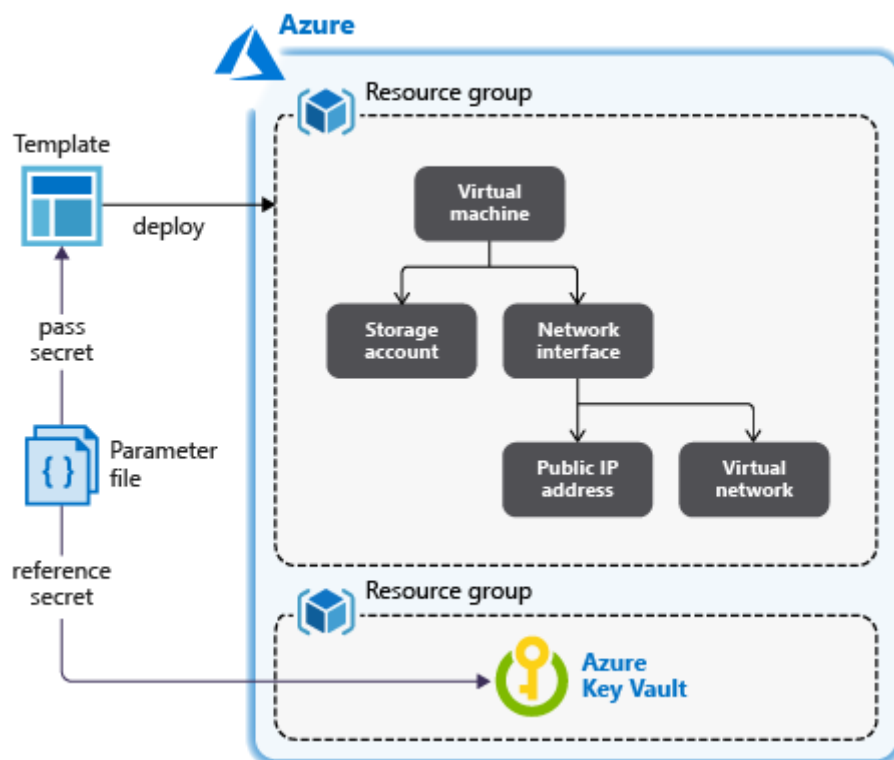 Azure
Resource group
Template
deploy
Virtual
machine
Storage
account
Network
interface
pass
secret
Public IP
address
Virtual
network
{ }
Parameter
file
reference
secret
Resource group
Azure
Key Vault